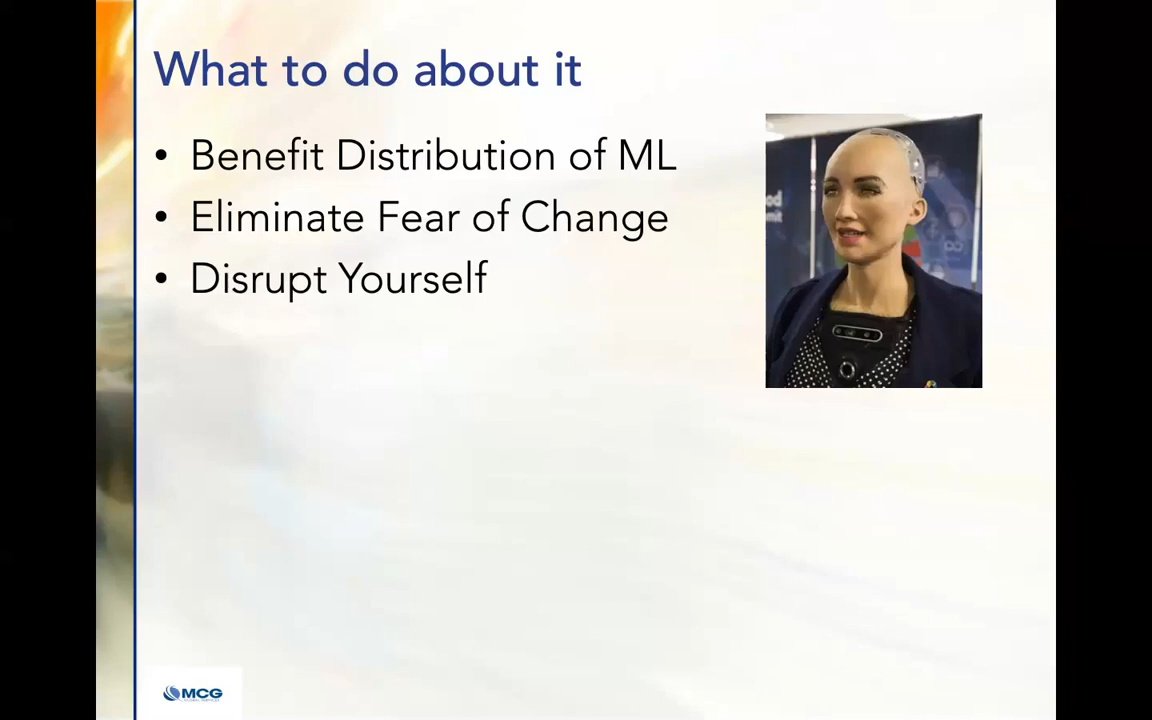 What to do about it
• Benefit Distribution of ML
• Eliminate Fear of Change
• Disrupt Yourself
MCG